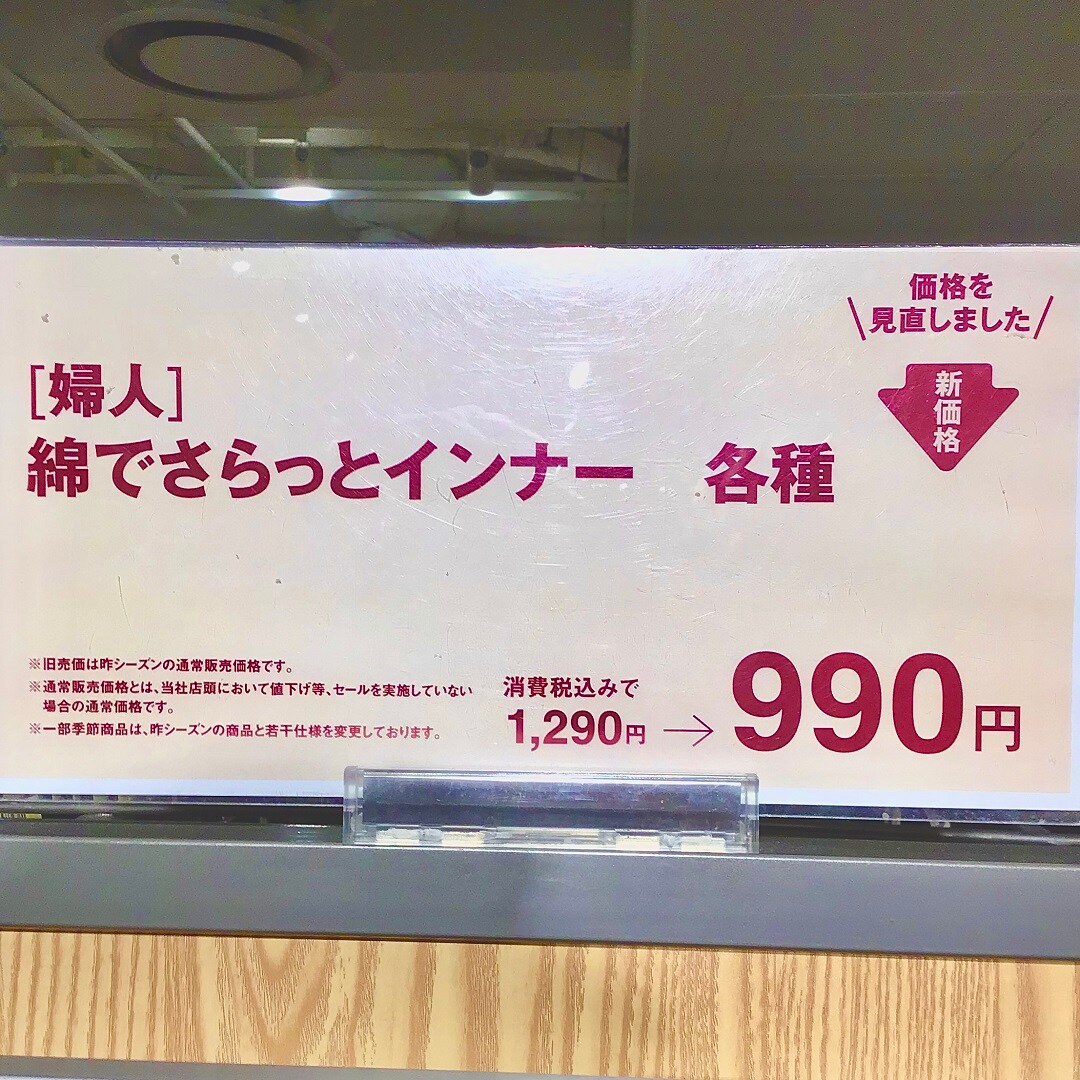 価格を
見直しました
新価格
[婦人]
綿でさらっとインナー 各種
※旧売価は昨シーズンの通常販売価格です。
※通常販売価格とは、当社店頭において値下げ等、セールを実施していない
場合の通常価格です。
※一部季節商品は、昨シーズンの商品と若干仕様を変更しております。
消費税込みで
1,290円→990円